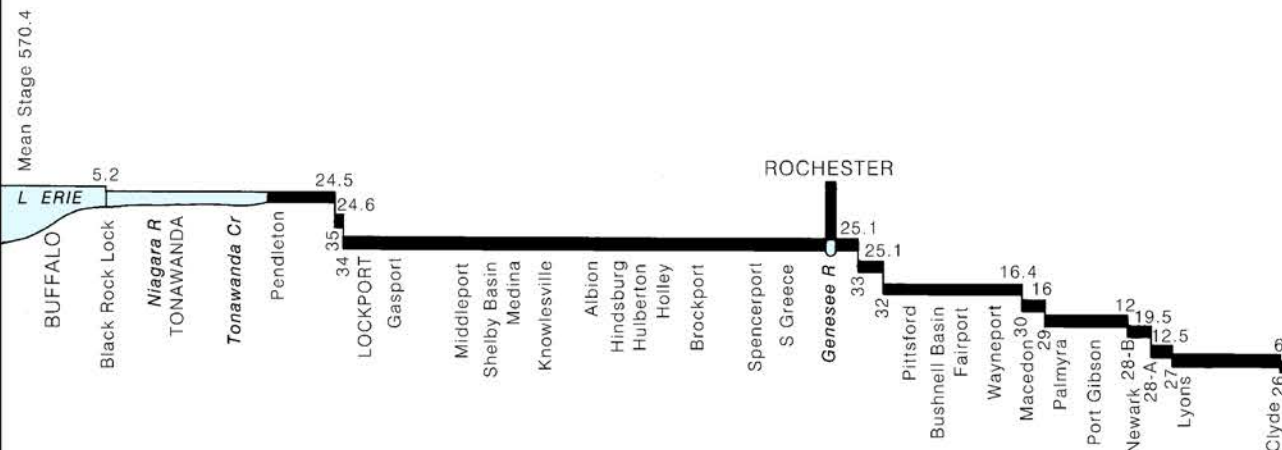 Mean Stage 570.4
5.2
L ERIE
BUFFALO
Black Rock Lock
Niagara R
TONAWANDA
Tonawanda Cr
Pendleton
24.5
35
24.6
34
LOCKPORT
Gasport
Middleport
Shelby Basin
Medina
Knowlesville
Albion
Hindsburg
Hulberton
Holley
Brockport
Spencerport
S Greece
ROCHESTER
Genesee R
25.1
33
25.1
32
Pittsford
Bushnell Basin
Fairport
Wayneport
16.4
Macedon
30
16
29
Palmyra
Port Gibson
12
Newark
28-B
19.5
28-A
12.5
27
Lyons
Clyde
26
6